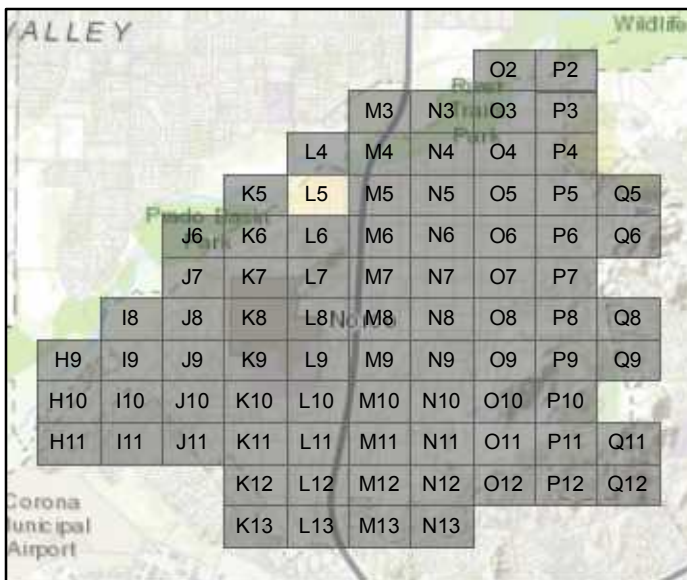 VALLEY
Wildlife
O2 P2
River
M3 N3 O3 P3
Trails
Park
L4 M4 N4 O4 P4
K5 L5 M5 N5 O5 P5 Q5
Prado Basin
Park
J6 K6 L6 M6 N6 O6 P6 Q6
J7 K7 L7 M7 N7 O7 P7
I8 J8 K8 L8 M8 N8 O8 P8 Q8
Norco
H9 I9 J9 K9 L9 M9 N9 O9 P9 Q9
H10 I10 J10 K10 L10 M10 N10 O10 P10
H11 I11 J11 K11 L11 M11 N11 O11 P11 Q11
K12 L12 M12 N12 O12 P12 Q12
K13 L13 M13 N13
Corona
Municipal
Airport